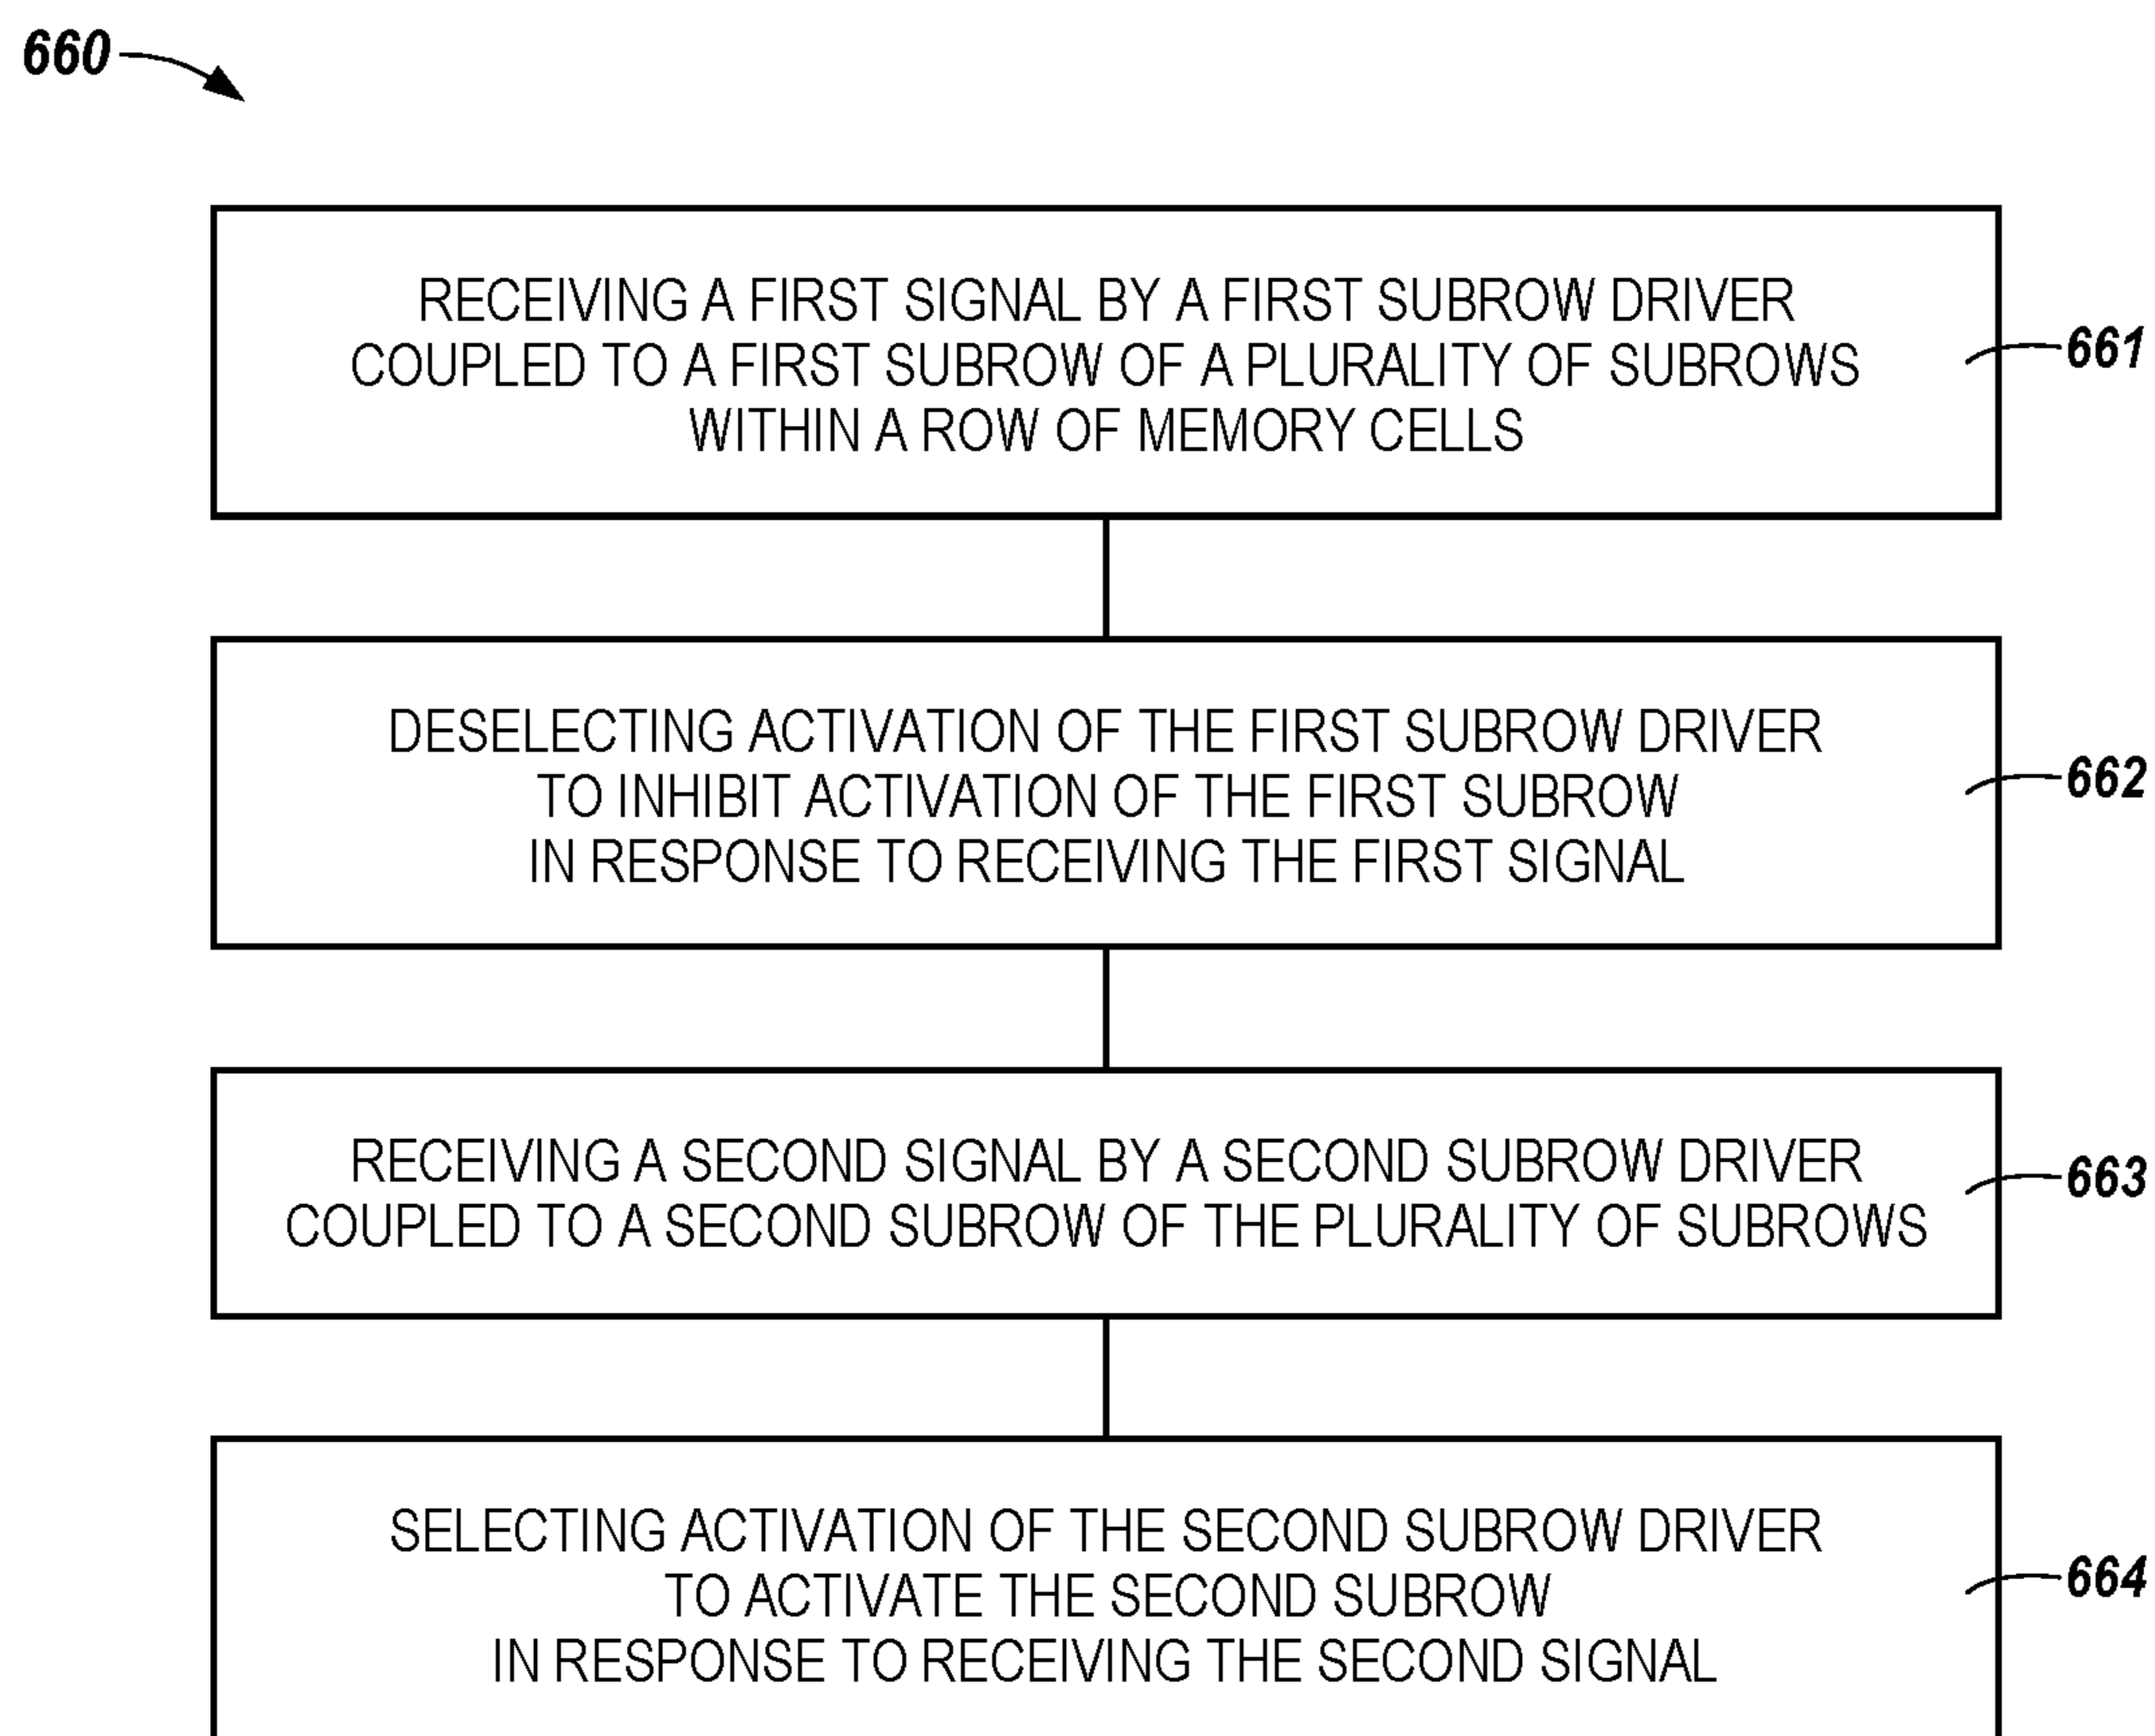 660
RECEIVING A FIRST SIGNAL BY A FIRST SUBROW DRIVER
COUPLED TO A FIRST SUBROW OF A PLURALITY OF SUBROWS
WITHIN A ROW OF MEMORY CELLS
661
DESELECTING ACTIVATION OF THE FIRST SUBROW DRIVER
TO INHIBIT ACTIVATION OF THE FIRST SUBROW
IN RESPONSE TO RECEIVING THE FIRST SIGNAL
662
RECEIVING A SECOND SIGNAL BY A SECOND SUBROW DRIVER
COUPLED TO A SECOND SUBROW OF THE PLURALITY OF SUBROWS
663
SELECTING ACTIVATION OF THE SECOND SUBROW DRIVER
TO ACTIVATE THE SECOND SUBROW
IN RESPONSE TO RECEIVING THE SECOND SIGNAL
664